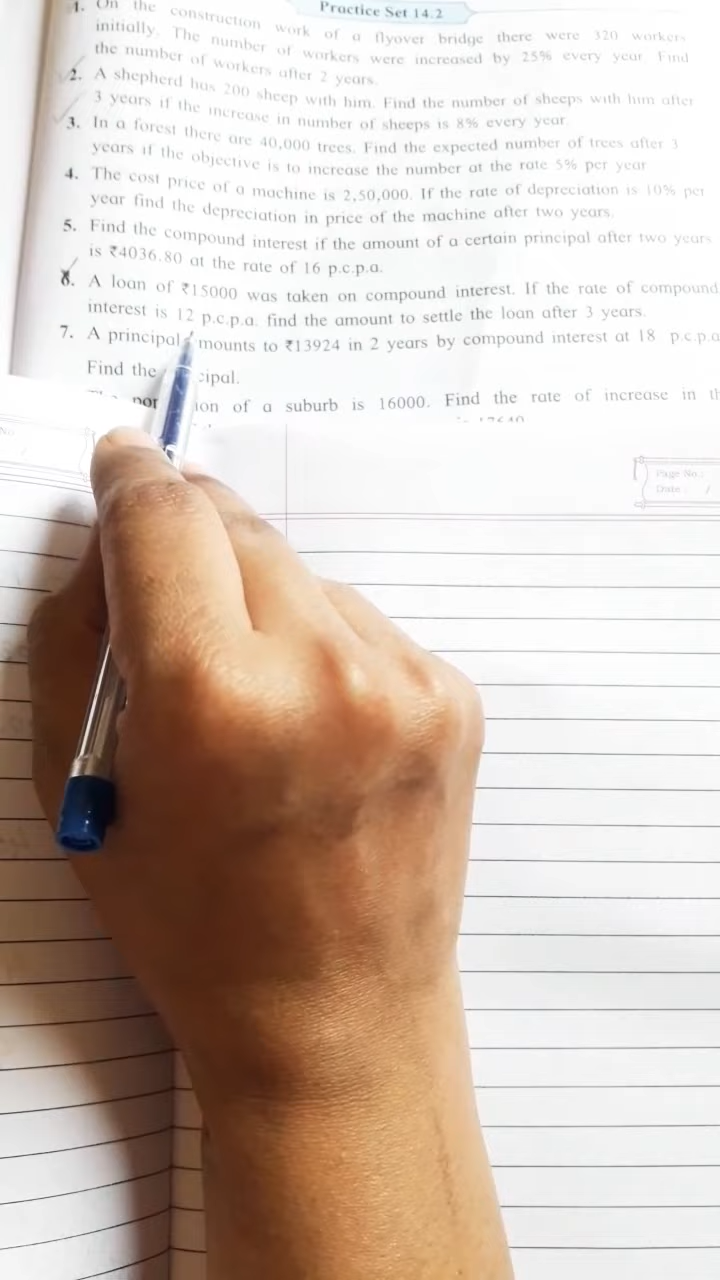 Practice Set 14.2
1. On the construction work of a flyover bridge there were 320 workers
initially. The number of workers were increased by 25% every year. Find
the number of workers after 2 years.
2. A shepherd has 200 sheep with him. Find the number of sheeps with him after
3 years if the increase in number of sheeps is 8% every year.
3. In a forest there are 40,000 trees. Find the expected number of trees after 3
years if the objective is to increase the number at the rate 5% per year
4. The cost price of a machine is 2,50,000. If the rate of depreciation is 10% per
year find the depreciation in price of the machine after two years.
5. Find the compound interest if the amount of a certain principal after two years
is ₹4036.80 at the rate of 16 p.c.p.a.
6. A loan of ₹15000 was taken on compound interest. If the rate of compound
interest is 12 p.c.p.a. find the amount to settle the loan after 3 years.
7. A principal mounts to ₹13924 in 2 years by compound interest at 18 p.c.p.a
Find the cipal.
ion of a suburb is 16000. Find the rate of increase in th
No
Page No.:
Date: /